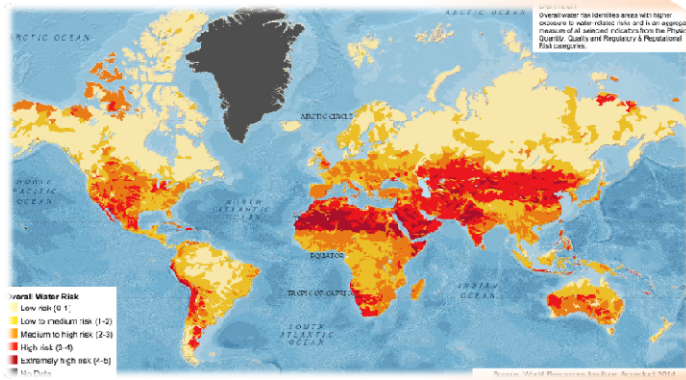 Overall water risk identifies areas with higher
exposure to water-related risks and is an aggregated
measure of all selected indicators from the Physical
Quantity, Quality and Regulatory & Reputational
Risk categories.
ARCTIC OCEAN
ARCTIC OCEAN
ARCTIC CIRCLE
PACIFIC
OCEAN
NORTH
ATLANTIC
OCEAN
EQUATOR
INDIAN
OCEAN
TROPIC OF CAPRIC
SOUTH
ATLANTIC
OCEAN
Overall Water Risk
Low risk (0-1)
Low to medium risk (1-2)
Medium to high risk (2-3)
High risk (3-4)
Extremely high risk (4-5)
No Data
Source: World Resources Institute Aqueduct 2014